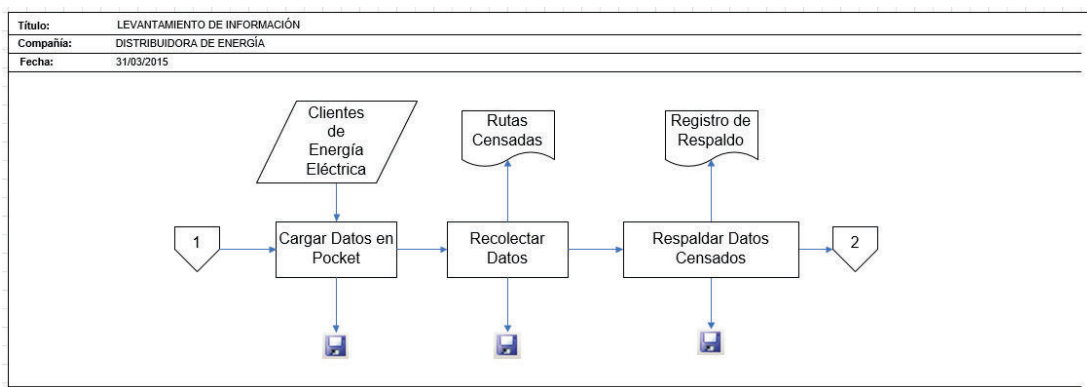 Título: LEVANTAMIENTO DE INFORMACIÓN
Compañía: DISTRIBUIDORA DE ENERGÍA
Fecha: 31/03/2015
Clientes
de
Energía
Eléctrica
Rutas
Censadas
Registro de
Respaldo
1
Cargar Datos en
Pocket
Recolectar
Datos
Respaldar Datos
Censados
2